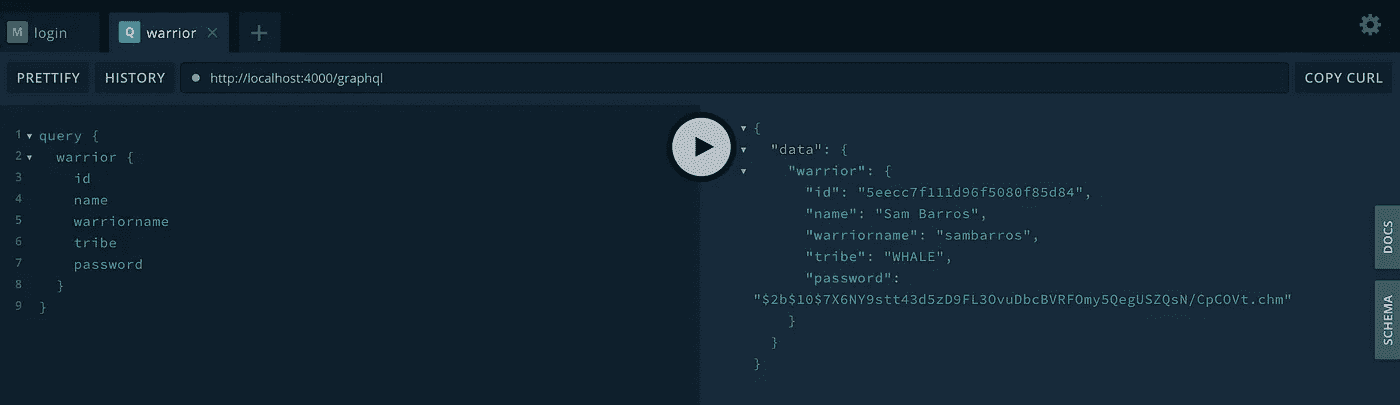 M login
Q warrior × +
PRETTIFY HISTORY http://localhost:4000/graphql COPY CURL
1 query {
2 warrior {
3 id
4 name
5 warriorname
6 tribe
7 password
8 }
9 }
{
"data": {
"warrior": {
"id": "5eecc7f111d96f5080f85d84",
"name": "Sam Barros",
"warriorname": "sambarros",
"tribe": "WHALE",
"password":
"$2b$10$7X6NY9stt43d5zD9FL3OvuDbcBVRFOmy5QegUSZQsN/CpCOVt.chm"
}
}
}
DOCS
SCHEMA